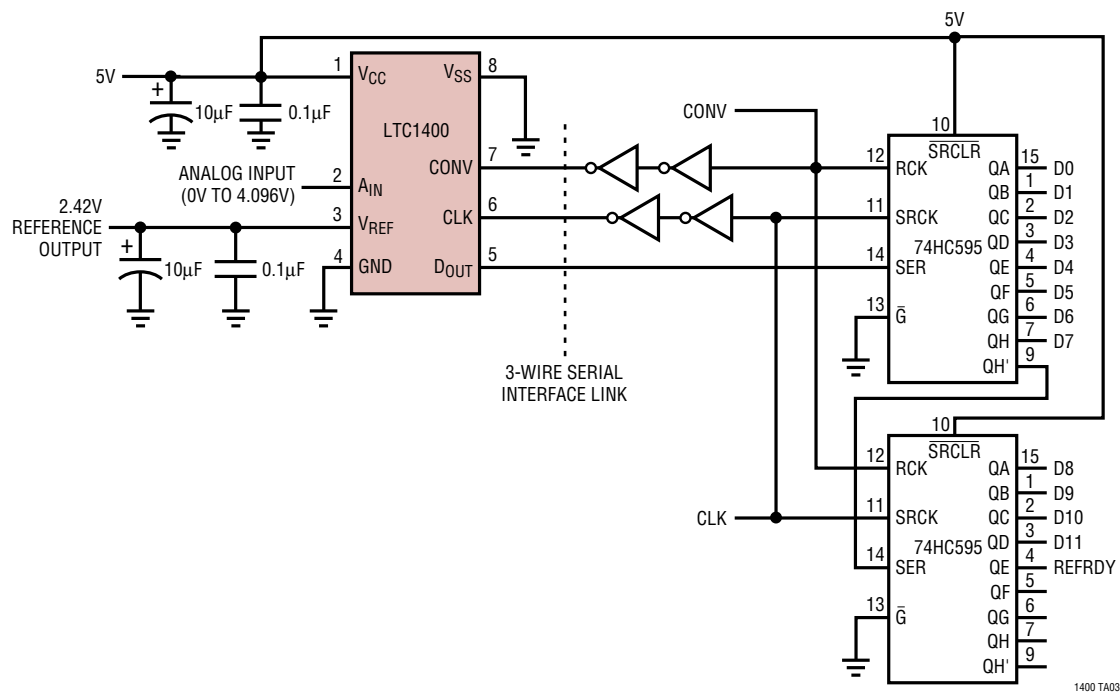 5V
5V
+
10µF
0.1µF
1
VCC
VSS
8
LTC1400
ANALOG INPUT
(0V TO 4.096V)
2
AIN
CONV
7
2.42V
REFERENCE
OUTPUT
3
VREF
CLK
6
+
10µF
0.1µF
4
GND
DOUT
5
3-WIRE SERIAL
INTERFACE LINK
CONV
CLK
10
SRCLR
12
RCK
QA
15
D0
QB
1
D1
11
SRCK
QC
2
D2
74HC595
QD
3
D3
14
SER
QE
4
D4
QF
5
D5
13
G̅
QG
6
D6
QH
7
D7
QH'
9
10
SRCLR
12
RCK
QA
15
D8
QB
1
D9
11
SRCK
QC
2
D10
74HC595
QD
3
D11
14
SER
QE
4
REFRDY
QF
5
13
G̅
QG
6
QH
7
QH'
9
1400 TA03